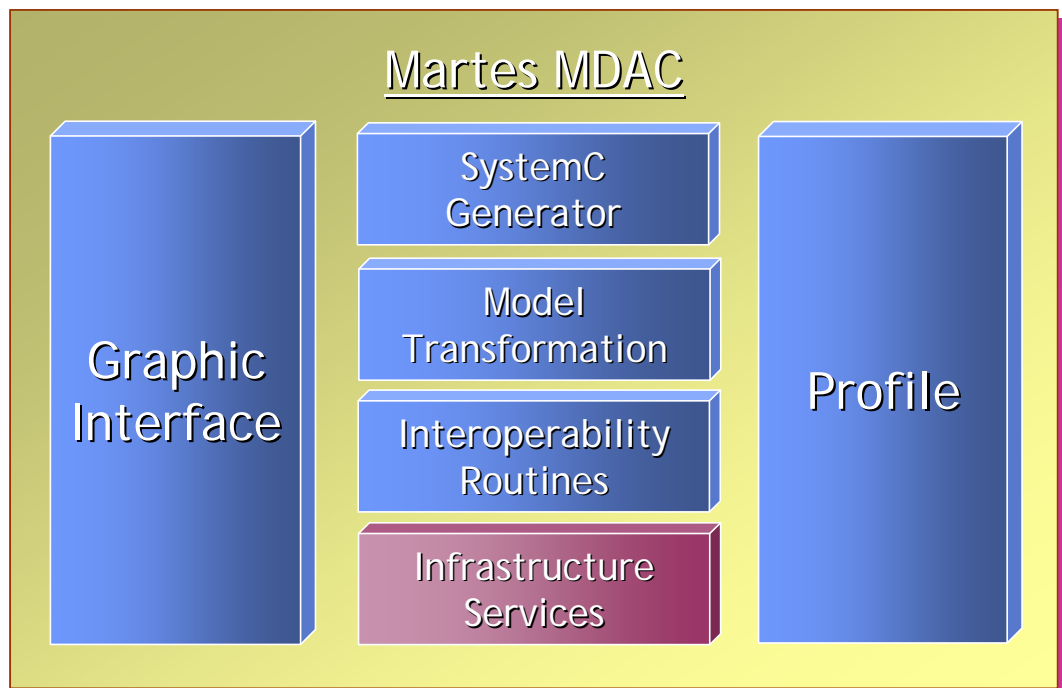 Martes MDAC
Graphic
Interface
SystemC
Generator
Model
Transformation
Interoperability
Routines
Infrastructure
Services
Profile